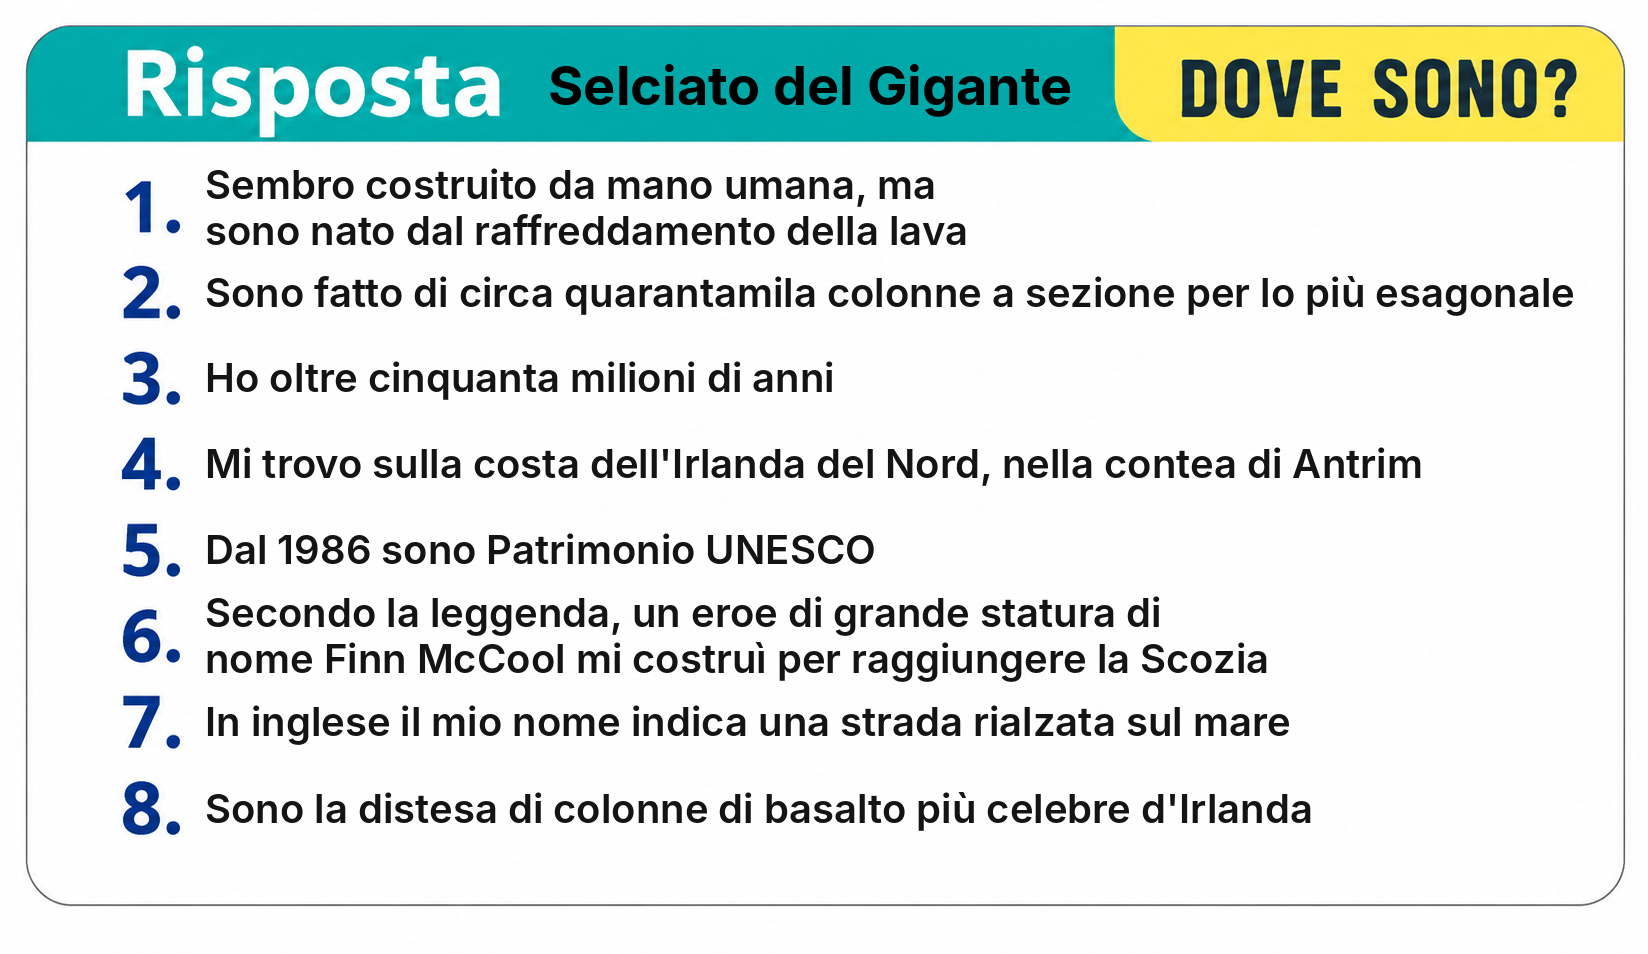 Risposta Selciato del Gigante DOVE SONO?
1. Sembro costruito da mano umana, ma
sono nato dal raffreddamento della lava
2. Sono fatto di circa quarantamila colonne a sezione per lo più esagonale
3. Ho oltre cinquanta milioni di anni
4. Mi trovo sulla costa dell'Irlanda del Nord, nella contea di Antrim
5. Dal 1986 sono Patrimonio UNESCO
6. Secondo la leggenda, un eroe di grande statura di
nome Finn McCool mi costruì per raggiungere la Scozia
7. In inglese il mio nome indica una strada rialzata sul mare
8. Sono la distesa di colonne di basalto più celebre d'Irlanda